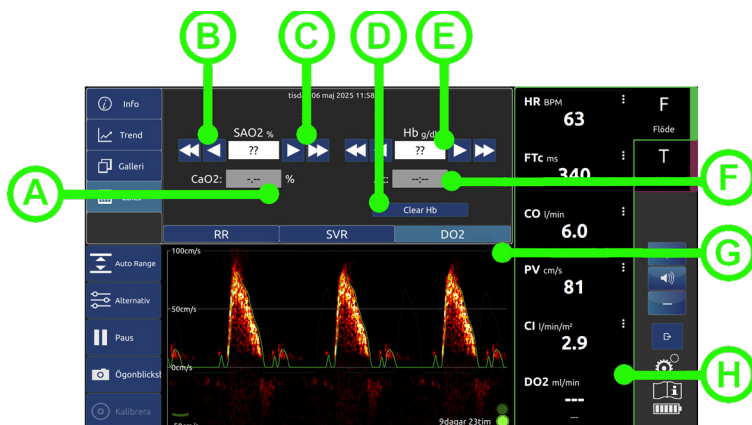 B
C
D
E
tisdag 06 maj 2025 11:58
Info
Trend
Galleri
SAO2 %
??
Hb g/dl
??
CaO2:
-.--
%
--:--
Clear Hb
RR
SVR
DO2
Auto Range
Alternativ
Paus
Kalibrera
100cm/s
50cm/s
0cm/s
-50cm/s
9dagar 23tim
HR BPM
63
FTc ms
340
CO l/min
6.0
PV cm/s
81
CI l/min/m²
2.9
DO2 ml/min
---
---
F
Flöde
T
A
F
G
H